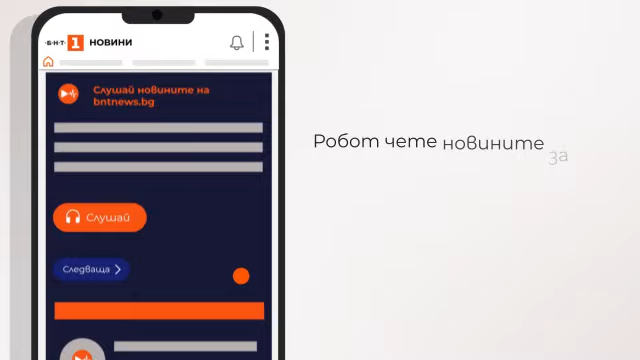 БНТ 1 НОВИНИ
Слушай новините на
bntnews.bg
Слушай
Следваща
Робот чете новините за